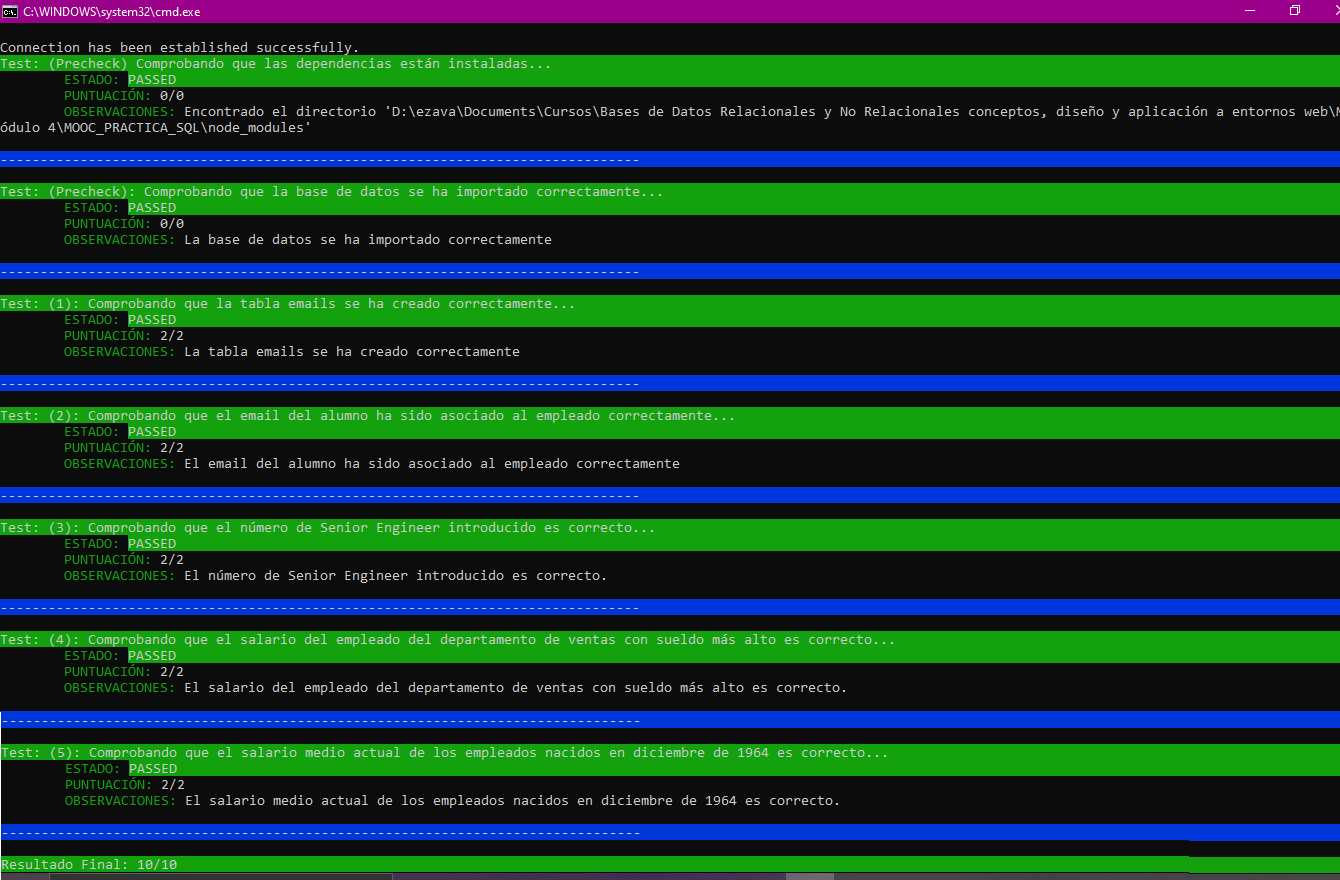 C:\WINDOWS\system32\cmd.exe
Connection has been established successfully.
Test: (Precheck) Comprobando que las dependencias están instaladas...
ESTADO: PASSED
PUNTUACIÓN: 0/0
OBSERVACIONES: Encontrado el directorio 'D:\ezava\Documents\Cursos\Bases de Datos Relacionales y No Relacionales conceptos, diseño y aplicación a entornos web\M
ódulo 4\MOOC_PRACTICA_SQL\node_modules'
--------------------------------------------------------------------------------
Test: (Precheck): Comprobando que la base de datos se ha importado correctamente...
ESTADO: PASSED
PUNTUACIÓN: 0/0
OBSERVACIONES: La base de datos se ha importado correctamente
--------------------------------------------------------------------------------
Test: (1): Comprobando que la tabla emails se ha creado correctamente...
ESTADO: PASSED
PUNTUACIÓN: 2/2
OBSERVACIONES: La tabla emails se ha creado correctamente
--------------------------------------------------------------------------------
Test: (2): Comprobando que el email del alumno ha sido asociado al empleado correctamente...
ESTADO: PASSED
PUNTUACIÓN: 2/2
OBSERVACIONES: El email del alumno ha sido asociado al empleado correctamente
--------------------------------------------------------------------------------
Test: (3): Comprobando que el número de Senior Engineer introducido es correcto...
ESTADO: PASSED
PUNTUACIÓN: 2/2
OBSERVACIONES: El número de Senior Engineer introducido es correcto.
--------------------------------------------------------------------------------
Test: (4): Comprobando que el salario del empleado del departamento de ventas con sueldo más alto es correcto...
ESTADO: PASSED
PUNTUACIÓN: 2/2
OBSERVACIONES: El salario del empleado del departamento de ventas con sueldo más alto es correcto.
--------------------------------------------------------------------------------
Test: (5): Comprobando que el salario medio actual de los empleados nacidos en diciembre de 1964 es correcto...
ESTADO: PASSED
PUNTUACIÓN: 2/2
OBSERVACIONES: El salario medio actual de los empleados nacidos en diciembre de 1964 es correcto.
--------------------------------------------------------------------------------
Resultado Final: 10/10